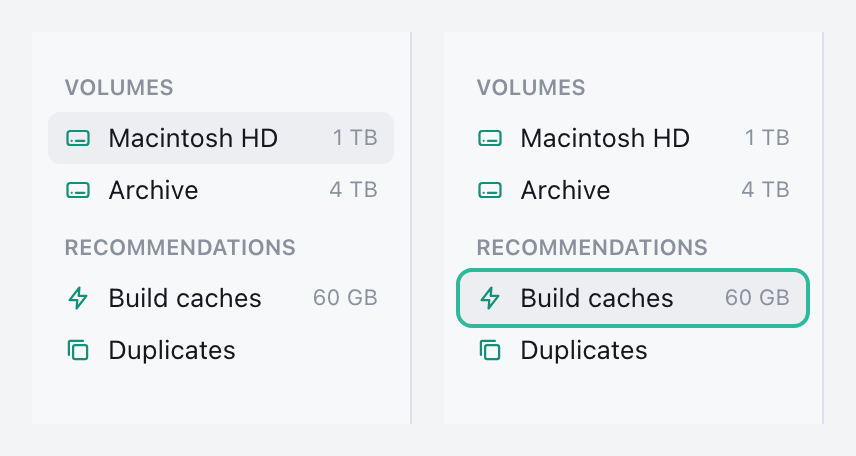 VOLUMES
Macintosh HD 1 TB
Archive 4 TB
RECOMMENDATIONS
Build caches 60 GB
Duplicates
VOLUMES
Macintosh HD 1 TB
Archive 4 TB
RECOMMENDATIONS
Build caches 60 GB
Duplicates